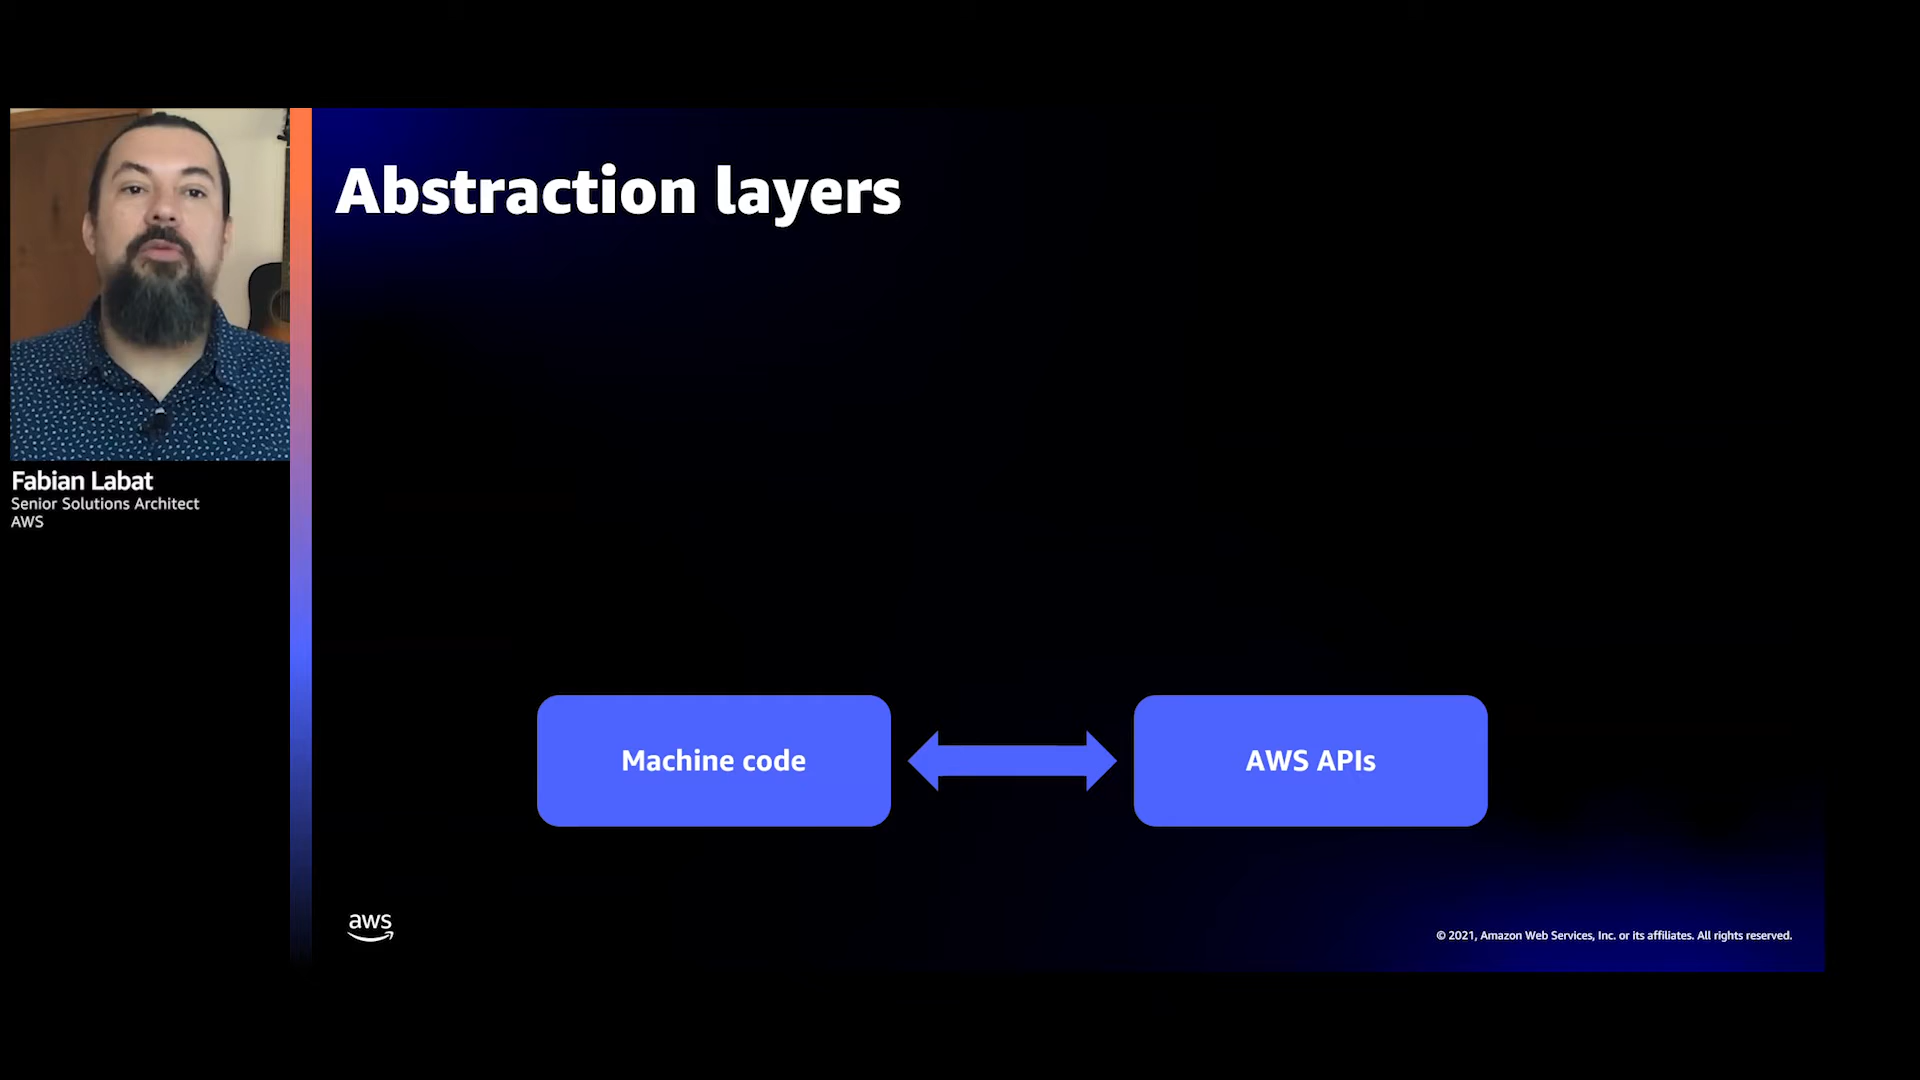 Abstraction layers
Fabian Labat
Senior Solutions Architect
AWS
Machine code
AWS APIs
aws
© 2021, Amazon Web Services, Inc. or its affiliates. All rights reserved.